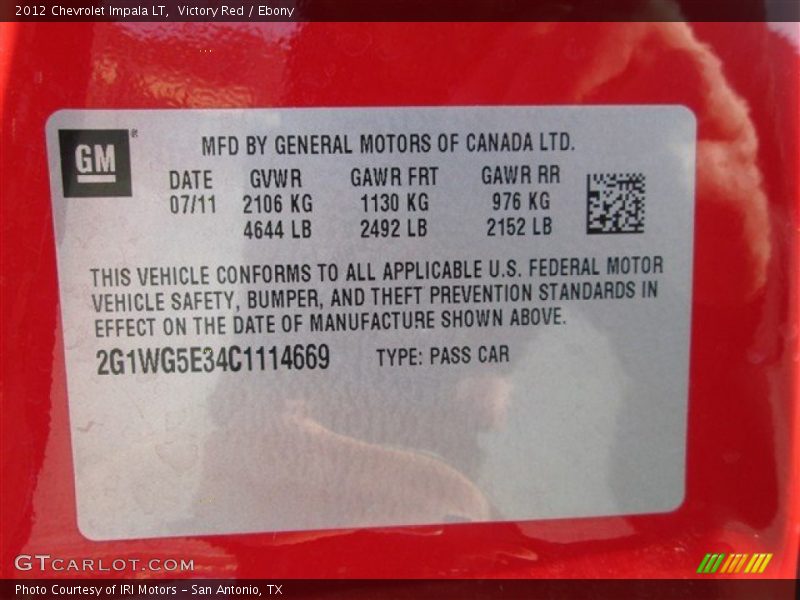 2012 Chevrolet Impala LT,  Victory Red / Ebony
GM
MFD BY GENERAL MOTORS OF CANADA LTD.
DATE GVWR GAWR FRT GAWR RR
07/11 2106 KG 1130 KG 976 KG
4644 LB 2492 LB 2152 LB
THIS VEHICLE CONFORMS TO ALL APPLICABLE U.S. FEDERAL MOTOR
VEHICLE SAFETY, BUMPER, AND THEFT PREVENTION STANDARDS IN
EFFECT ON THE DATE OF MANUFACTURE SHOWN ABOVE.
2G1WG5E34C1114669 TYPE: PASS CAR
GTCARLOT.COM
Photo Courtesy of IRI Motors – San Antonio, TX